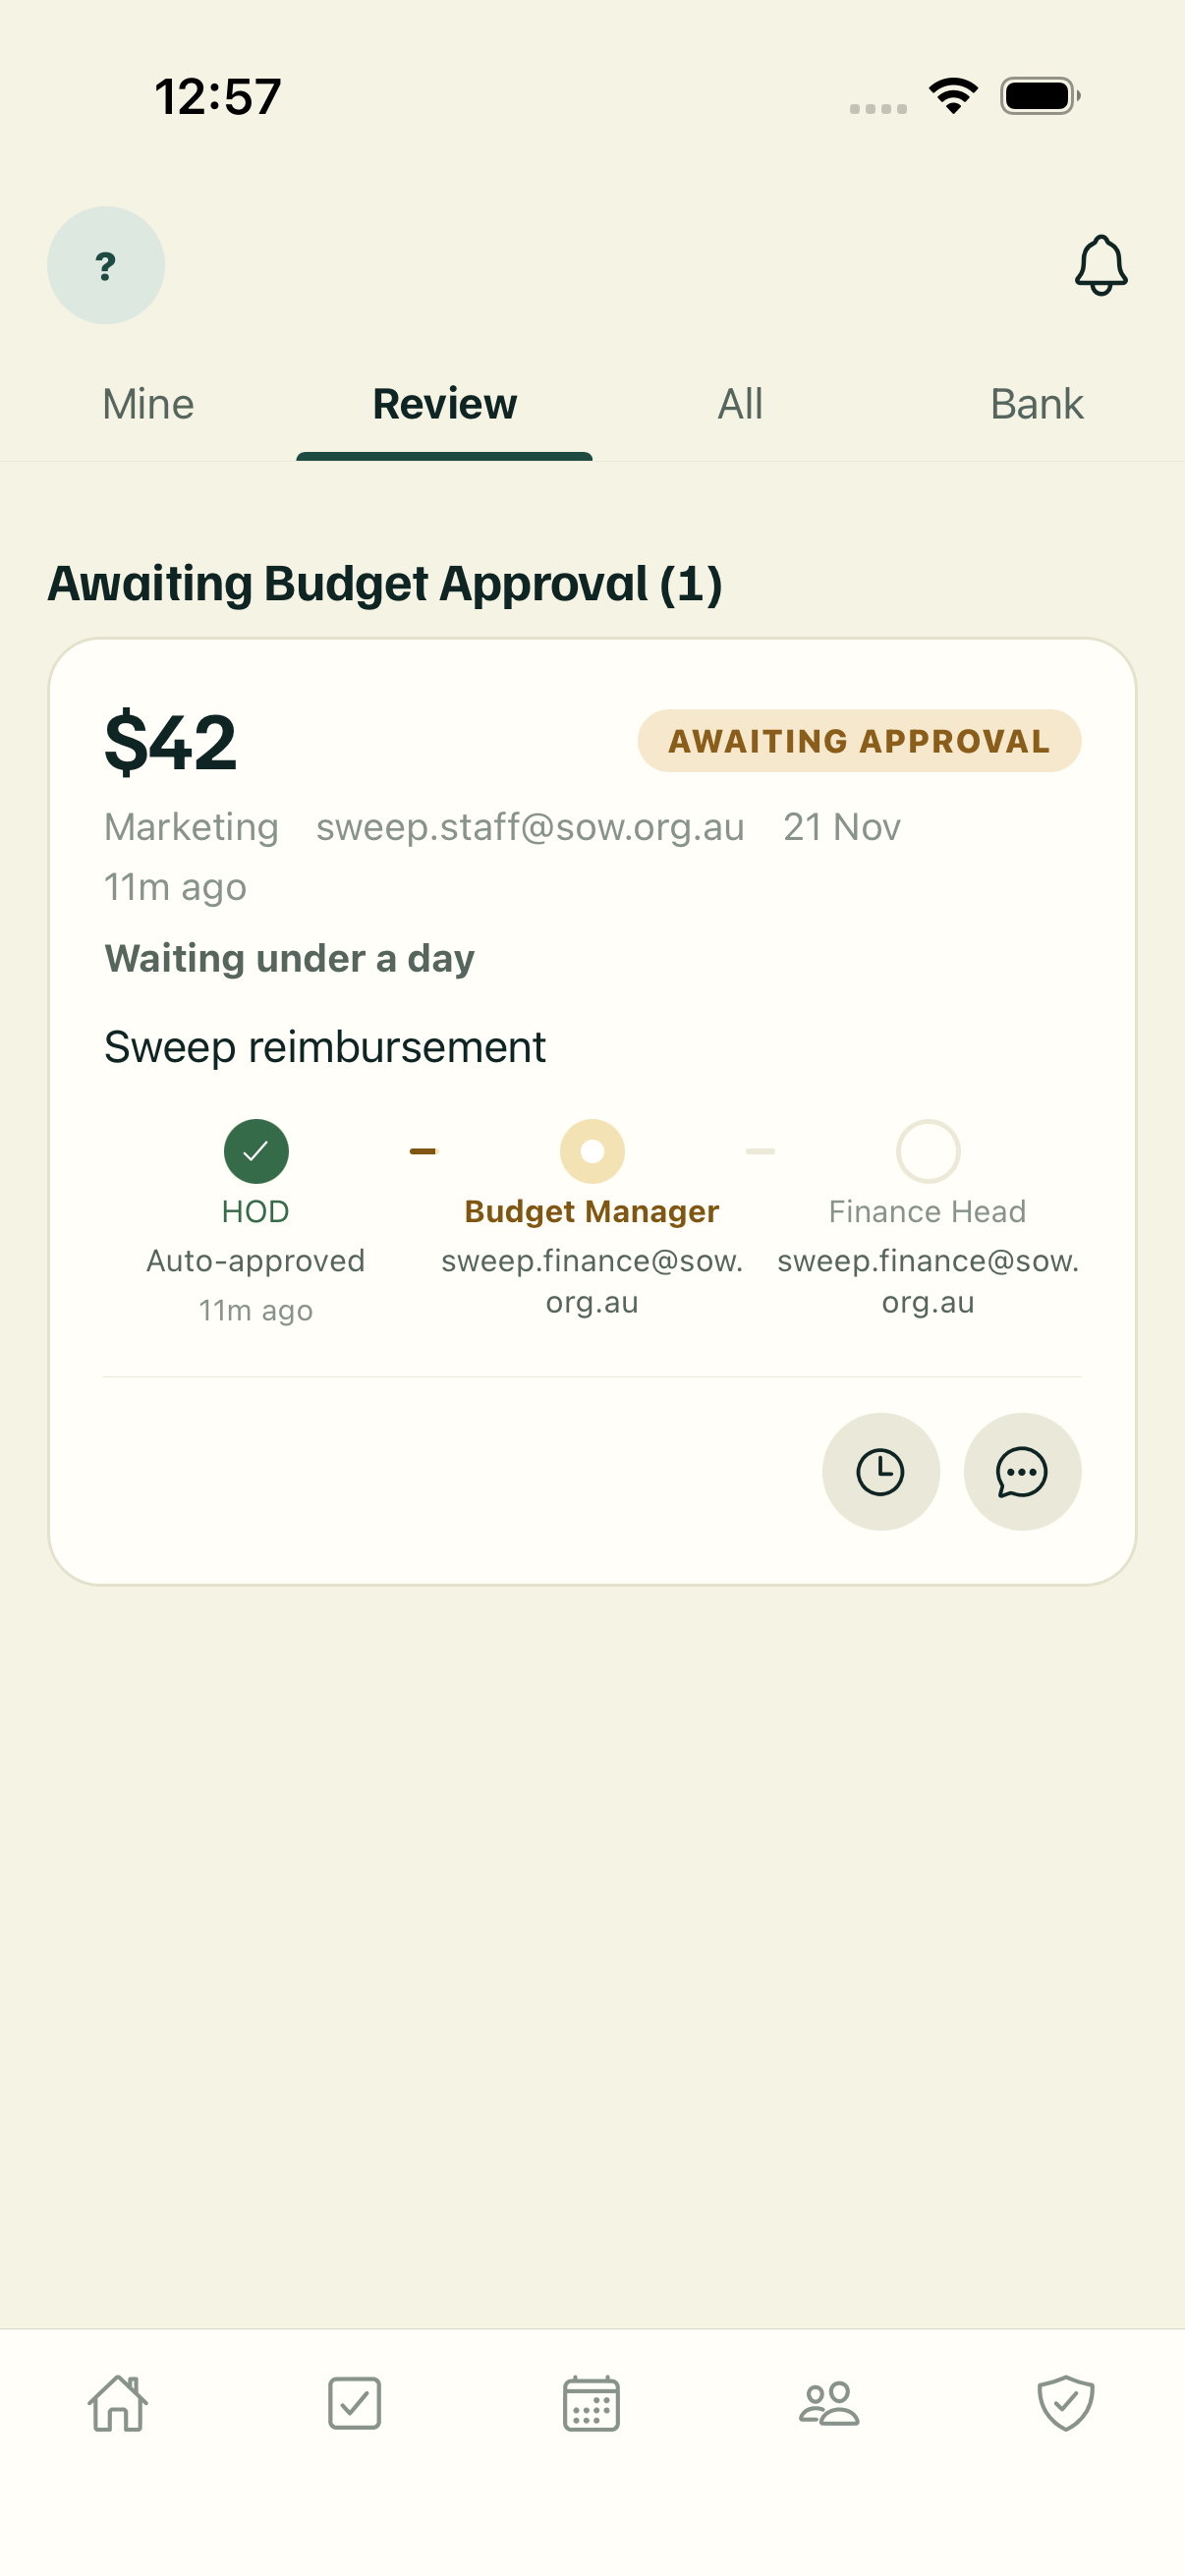 12:57
?
Mine Review All Bank
Awaiting Budget Approval (1)
$42 AWAITING APPROVAL
Marketing sweep.staff@sow.org.au 21 Nov
11m ago
Waiting under a day
Sweep reimbursement
HOD Budget Manager Finance Head
Auto-approved sweep.finance@sow. sweep.finance@sow.
11m ago org.au org.au